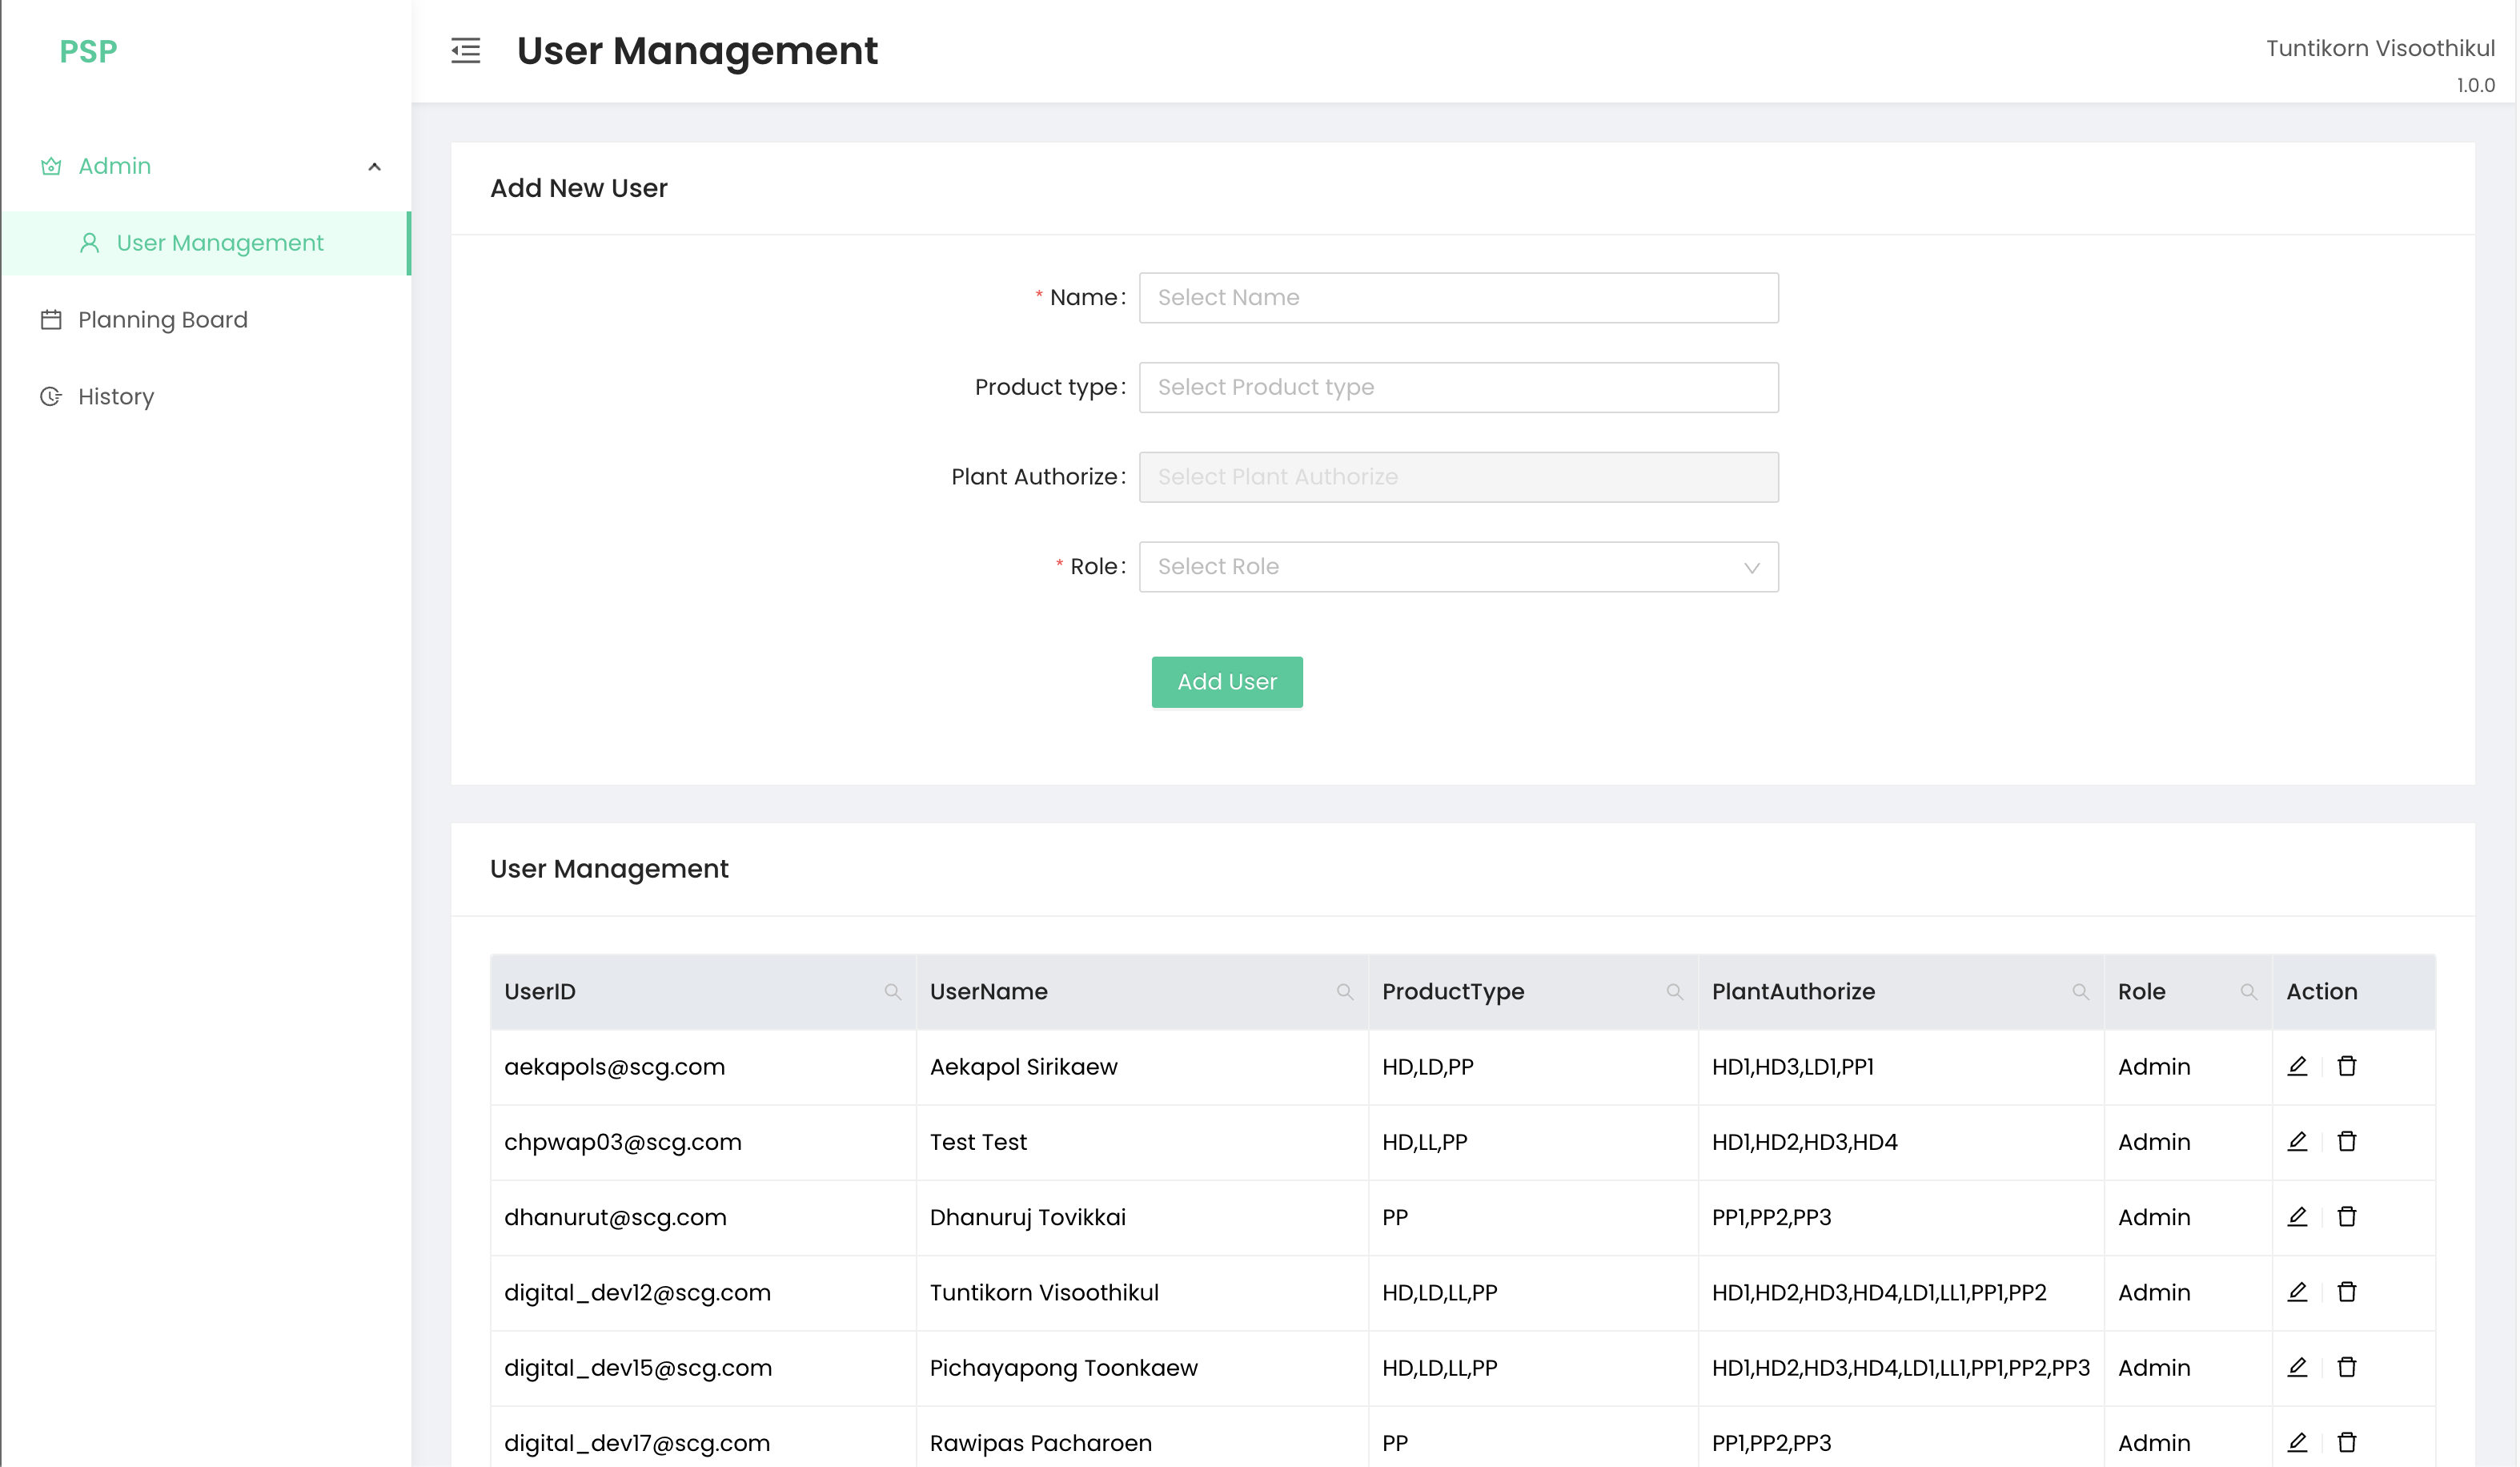 PSP
User Management
Tuntikorn Visoothikul
1.0.0
Admin
User Management
Planning Board
History
Add New User
* Name: Select Name
Product type: Select Product type
Plant Authorize: Select Plant Authorize
* Role: Select Role
Add User
User Management
UserID UserName ProductType PlantAuthorize Role Action
aekapols@scg.com Aekapol Sirikaew HD,LD,PP HD1,HD3,LD1,PP1 Admin
chpwap03@scg.com Test Test HD,LL,PP HD1,HD2,HD3,HD4 Admin
dhanurut@scg.com Dhanuruj Tovikkai PP PP1,PP2,PP3 Admin
digital_dev12@scg.com Tuntikorn Visoothikul HD,LD,LL,PP HD1,HD2,HD3,HD4,LD1,LL1,PP1,PP2 Admin
digital_dev15@scg.com Pichayapong Toonkaew HD,LD,LL,PP HD1,HD2,HD3,HD4,LD1,LL1,PP1,PP2,PP3 Admin
digital_dev17@scg.com Rawipas Pacharoen PP PP1,PP2,PP3 Admin